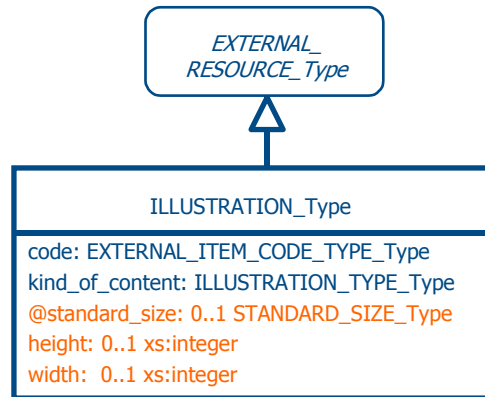 EXTERNAL_
RESOURCE_Type
ILLUSTRATION_Type
code: EXTERNAL_ITEM_CODE_TYPE_Type
kind_of_content: ILLUSTRATION_TYPE_Type
@standard_size: 0..1 STANDARD_SIZE_Type
height: 0..1 xs:integer
width: 0..1 xs:integer